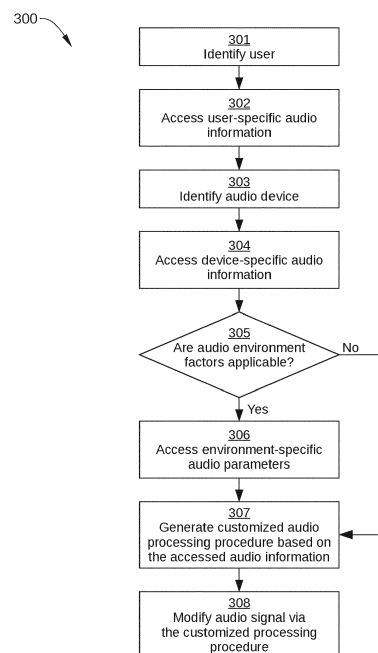 300
301
Identify user
302
Access user-specific audio
information
303
Identify audio device
304
Access device-specific audio
information
305
Are audio environment
factors applicable?
No
Yes
306
Access environment-specific
audio parameters
307
Generate customized audio
processing procedure based on
the accessed audio information
308
Modify audio signal via
the customized processing
procedure